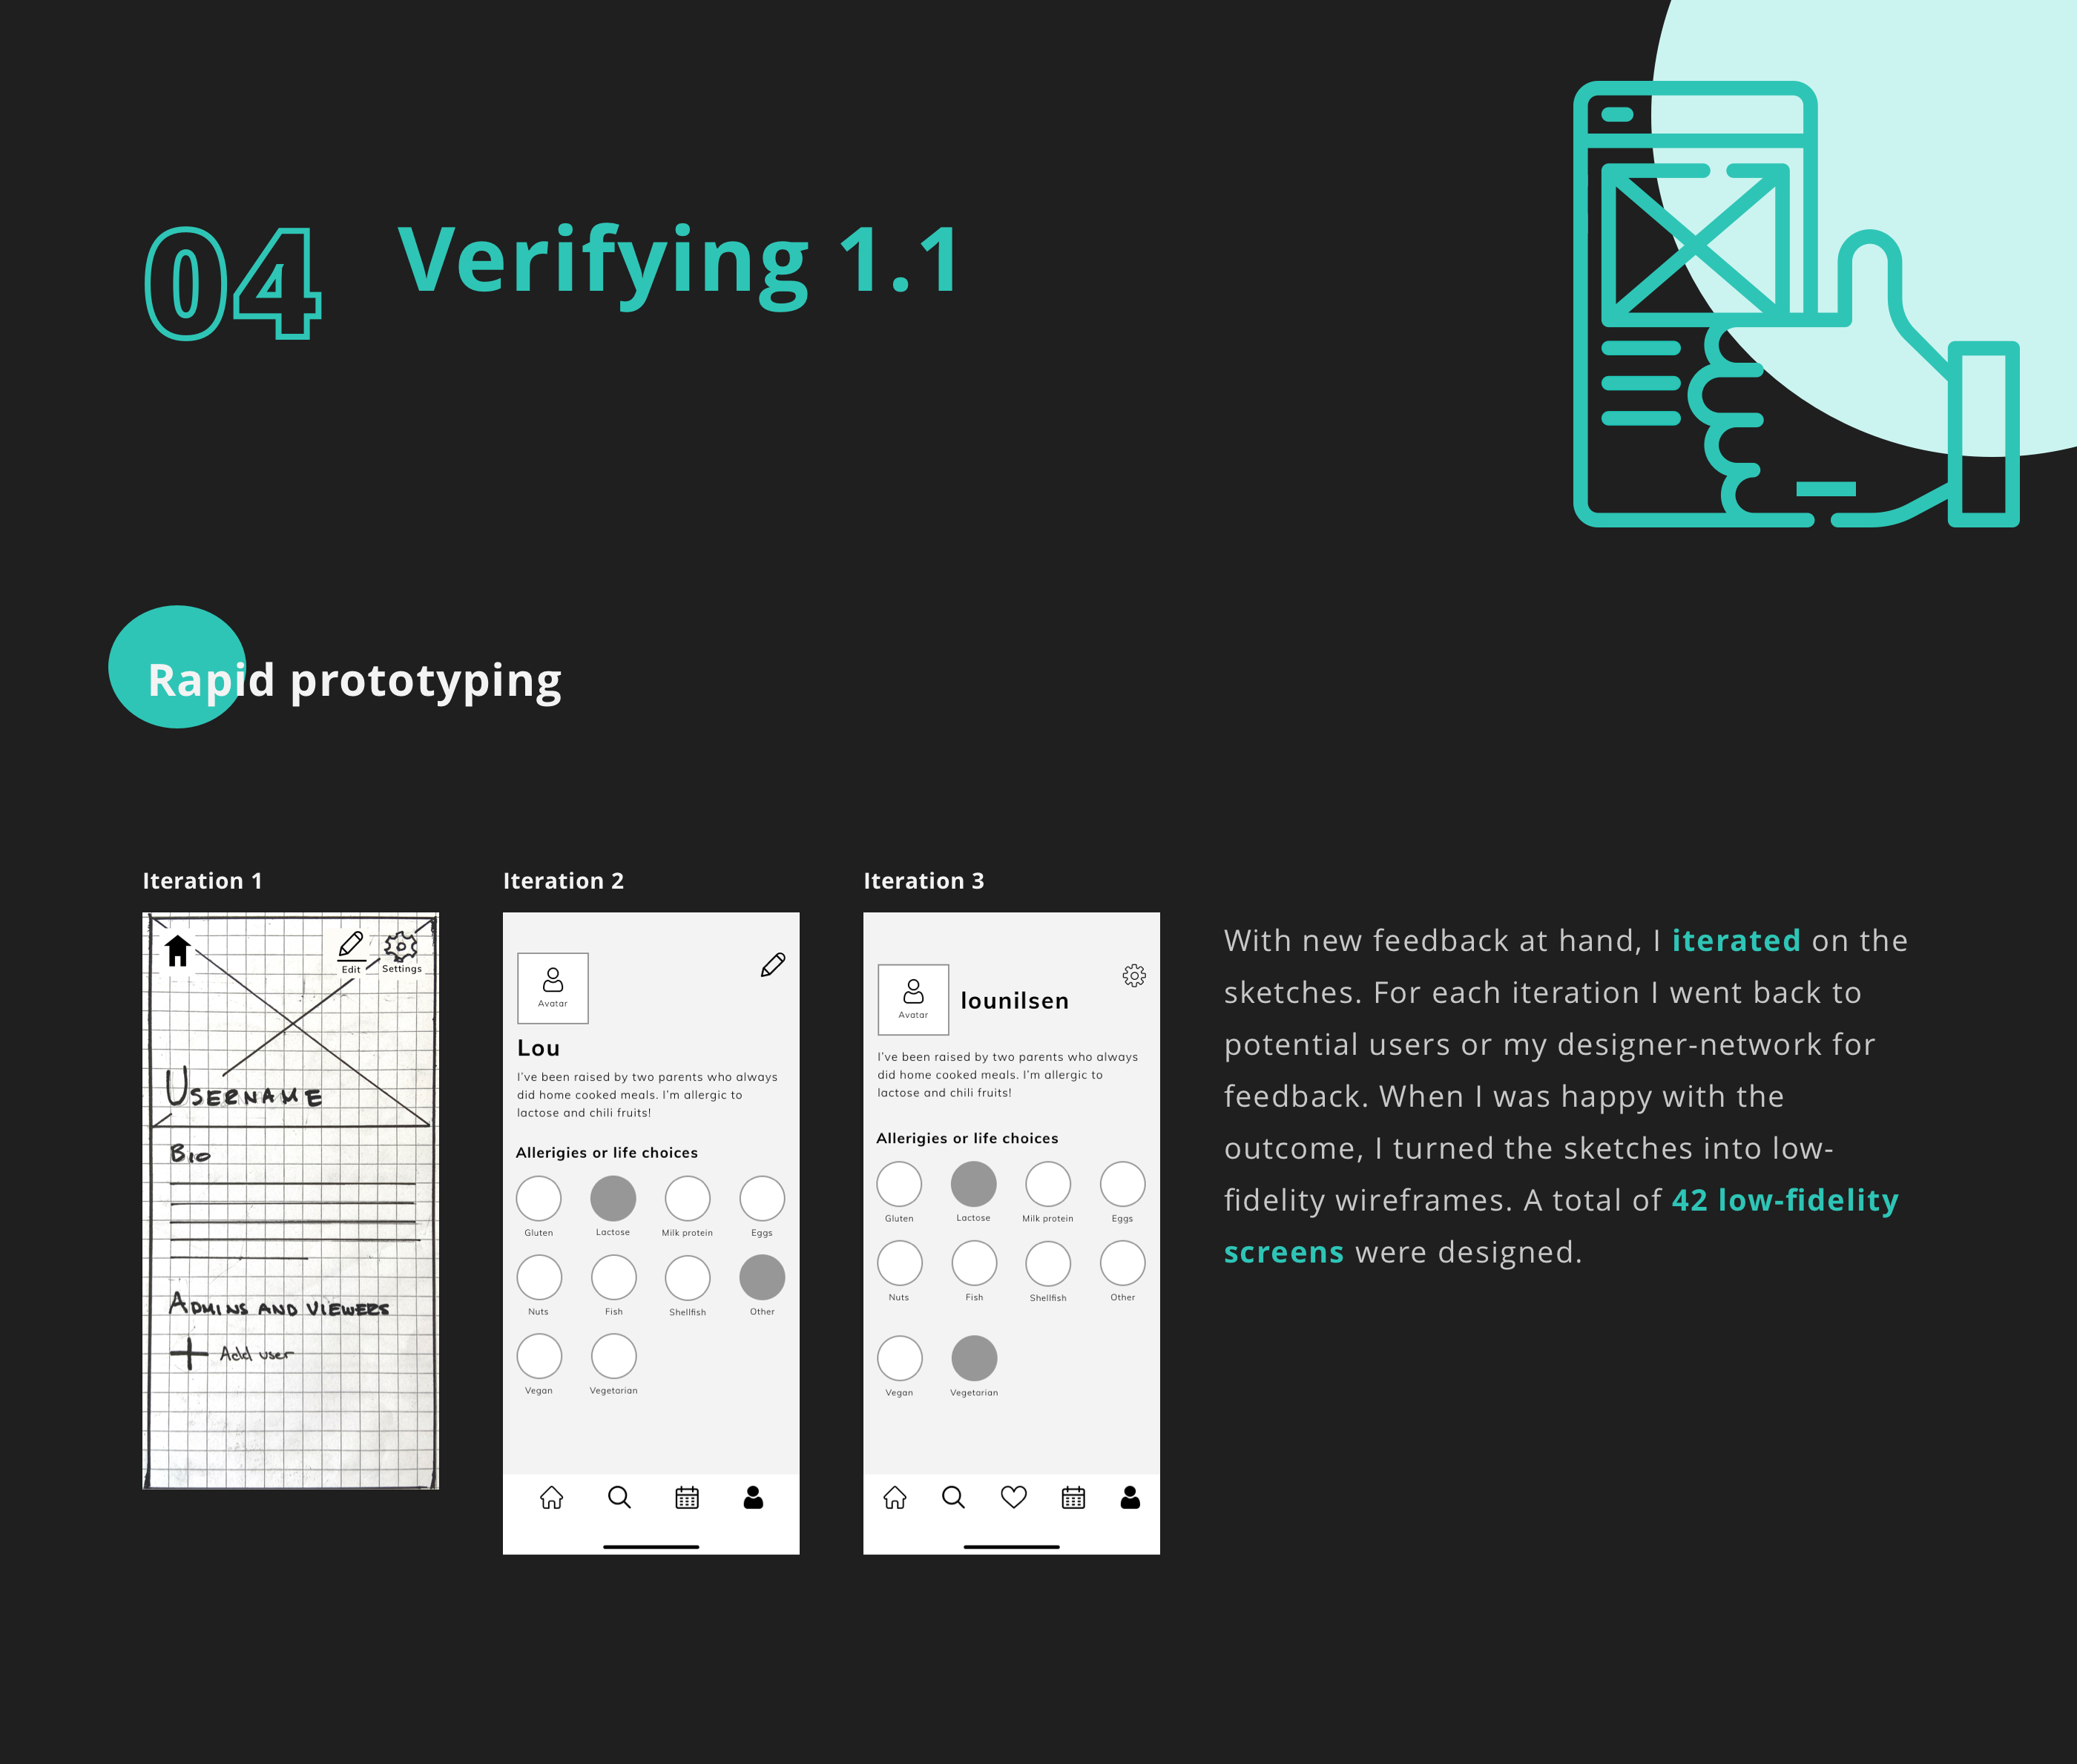 04
Verifying 1.1
Rapid prototyping
Iteration 1
Edit
Settings
USERNAME
BIO
ADMINS AND VIEWERS
Add user
Iteration 2
Avatar
Lou
I've been raised by two parents who always
did home cooked meals. I'm allergic to
lactose and chili fruits!
Allerigies or life choices
Gluten Lactose Milk protein Eggs
Nuts Fish Shellfish Other
Vegan Vegetarian
Iteration 3
Avatar
lounilsen
I've been raised by two parents who always
did home cooked meals. I'm allergic to
lactose and chili fruits!
Allerigies or life choices
Gluten Lactose Milk protein Eggs
Nuts Fish Shellfish Other
Vegan Vegetarian
With new feedback at hand, I iterated on the
sketches. For each iteration I went back to
potential users or my designer-network for
feedback. When I was happy with the
outcome, I turned the sketches into low-
fidelity wireframes. A total of 42 low-fidelity
screens were designed.